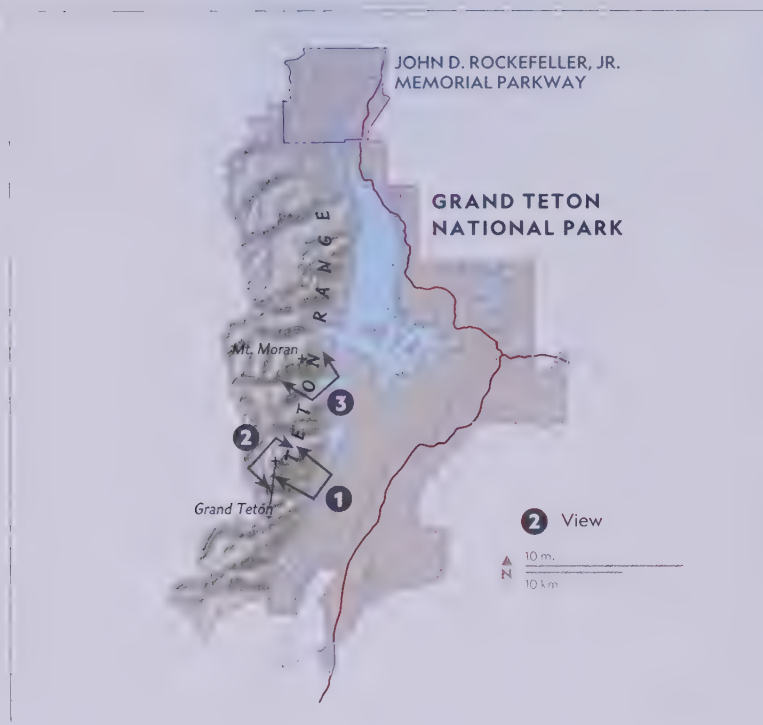 JOHN D. ROCKEFELLER, JR.
MEMORIAL PARKWAY
GRAND TETON
NATIONAL PARK
TETON RANGE
Mt. Moran
3
2
1
Grand Teton
2 View
10 m.
N
10 km